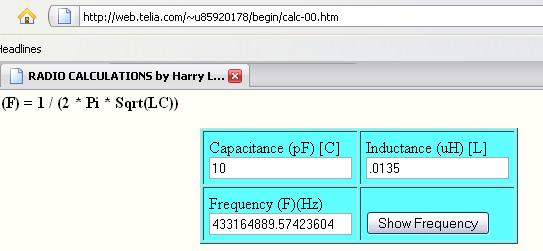 http://web.telia.com/~u85920178/begin/calc-00.htm
Headlines
RADIO CALCULATIONS by Harry L...
(F) = 1 / (2 * Pi * Sqrt(LC))
Capacitance (pF) [C] Inductance (uH) [L]
10 .0135
Frequency (F)(Hz)
433164889.57423604 Show Frequency